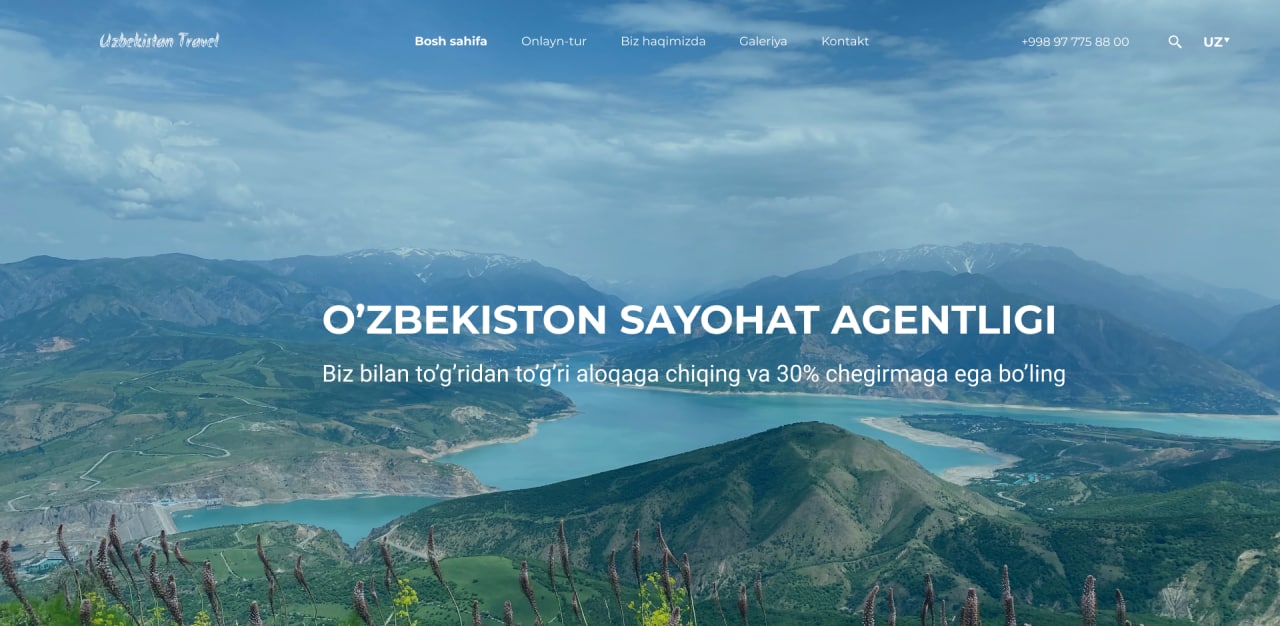 Uzbekistan Travel
Bosh sahifa
Onlayn-tur
Biz haqimizda
Galeriya
Kontakt
+998 97 775 88 00
UZ▾
O’ZBEKISTON SAYOHAT AGENTLIGI
Biz bilan to’g’ridan to’g’ri aloqaga chiqing va 30% chegirmaga ega bo’ling